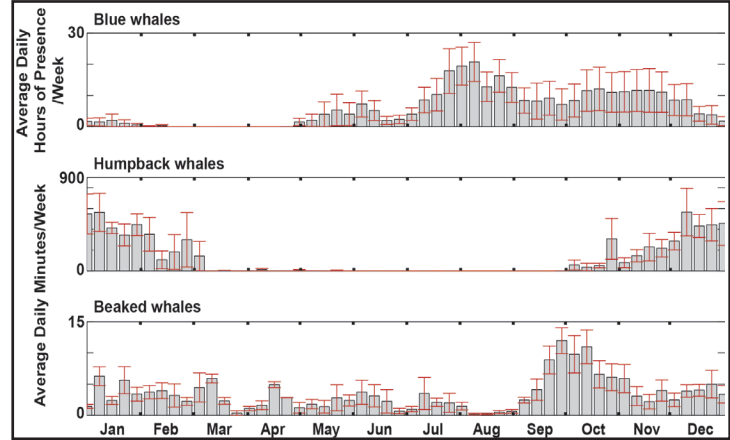 Blue whales
Average Daily
Hours of Presence
/Week
30
0
Humpback whales
Average Daily Minutes/Week
900
0
Beaked whales
15
0
Jan Feb Mar Apr May Jun Jul Aug Sep Oct Nov Dec